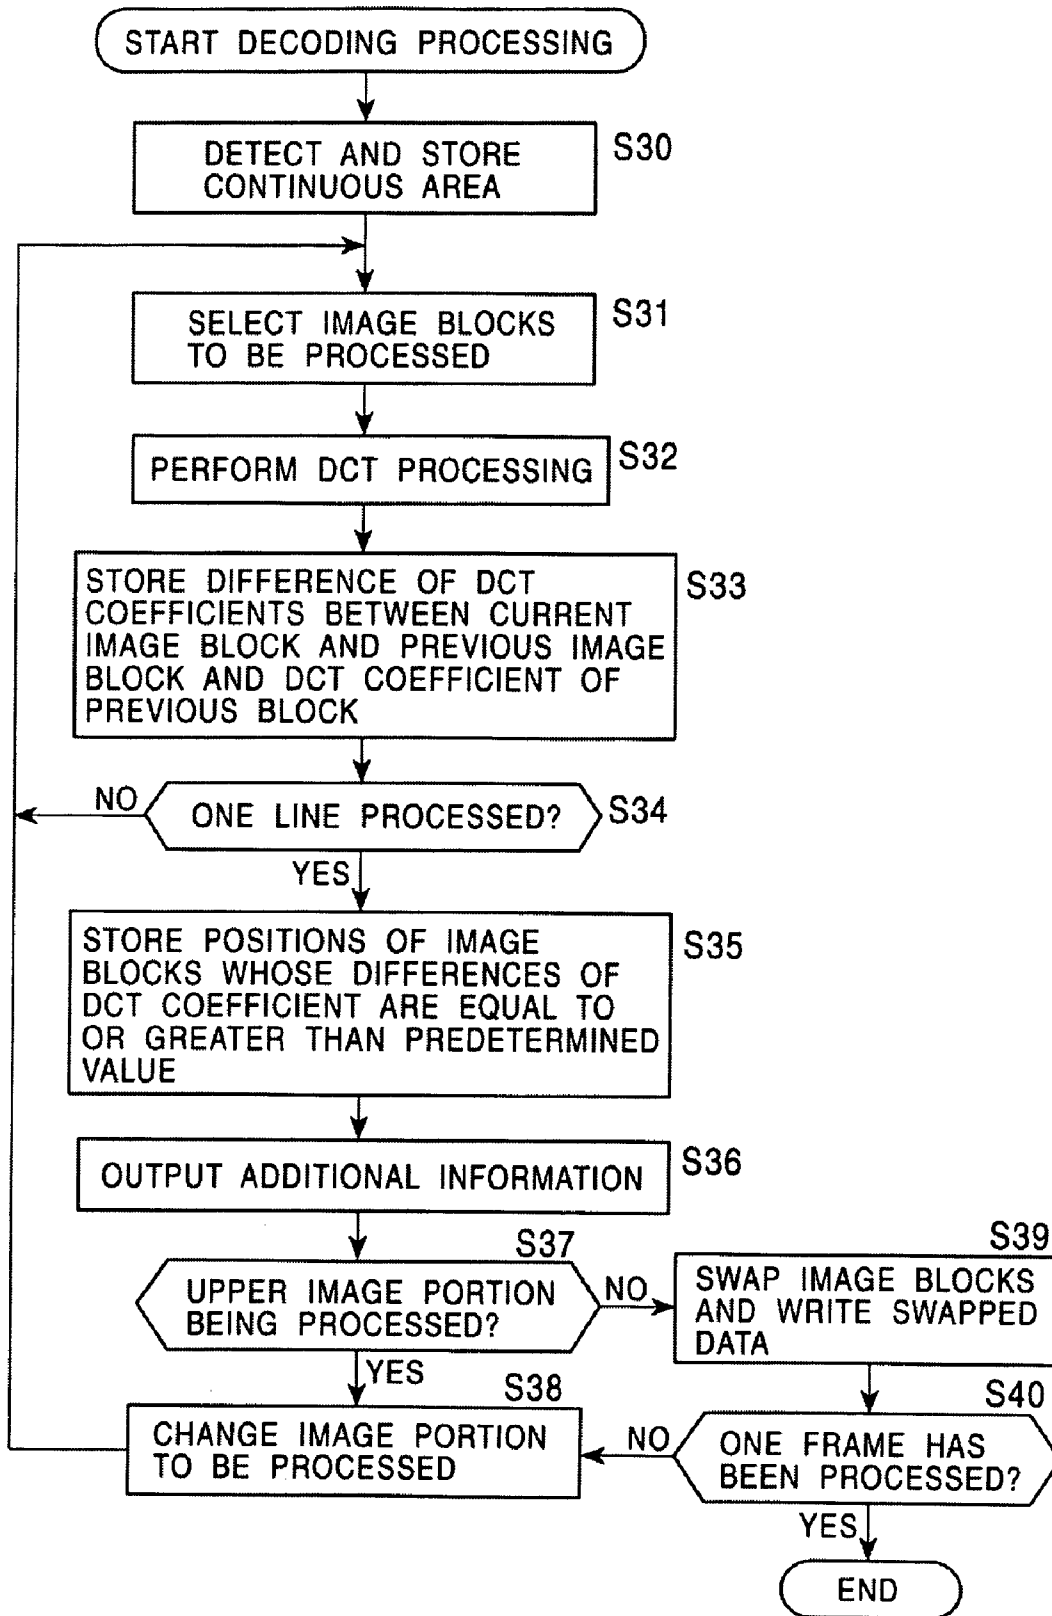 START DECODING PROCESSING
DETECT AND STORE
CONTINUOUS AREA
S30
SELECT IMAGE BLOCKS
TO BE PROCESSED
S31
PERFORM DCT PROCESSING
S32
STORE DIFFERENCE OF DCT
COEFFICIENTS BETWEEN CURRENT
IMAGE BLOCK AND PREVIOUS IMAGE
BLOCK AND DCT COEFFICIENT OF
PREVIOUS BLOCK
S33
NO
ONE LINE PROCESSED?
S34
YES
STORE POSITIONS OF IMAGE
BLOCKS WHOSE DIFFERENCES OF
DCT COEFFICIENT ARE EQUAL TO
OR GREATER THAN PREDETERMINED
VALUE
S35
OUTPUT ADDITIONAL INFORMATION
S36
S37
UPPER IMAGE PORTION
BEING PROCESSED?
NO
S39
SWAP IMAGE BLOCKS
AND WRITE SWAPPED
DATA
YES
S38
CHANGE IMAGE PORTION
TO BE PROCESSED
NO
S40
ONE FRAME HAS
BEEN PROCESSED?
YES
END